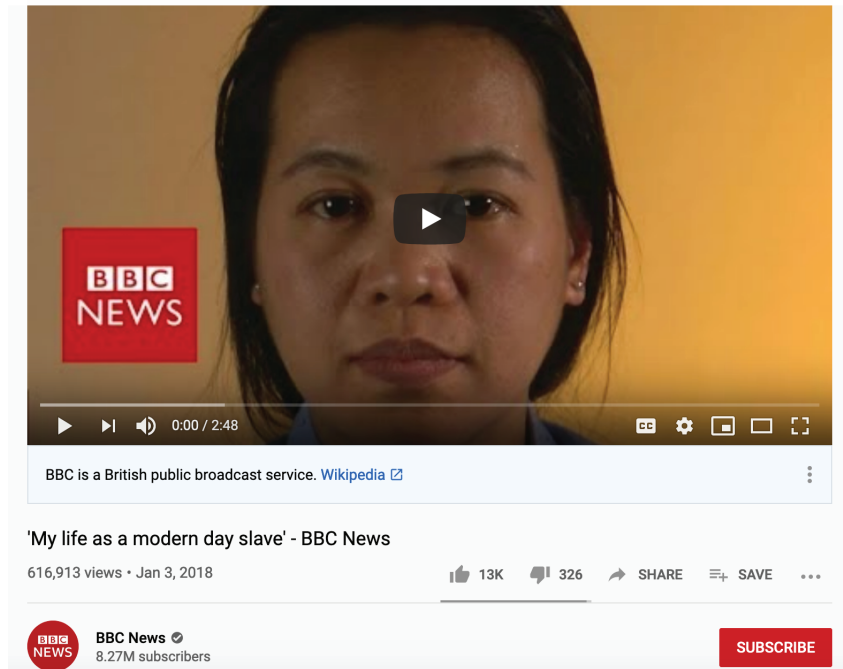 BBC
NEWS
0:00 / 2:48
CC
BBC is a British public broadcast service. Wikipedia
'My life as a modern day slave' - BBC News
616,913 views • Jan 3, 2018
13K 326 SHARE SAVE
BBC
NEWS
BBC News
8.27M subscribers
SUBSCRIBE